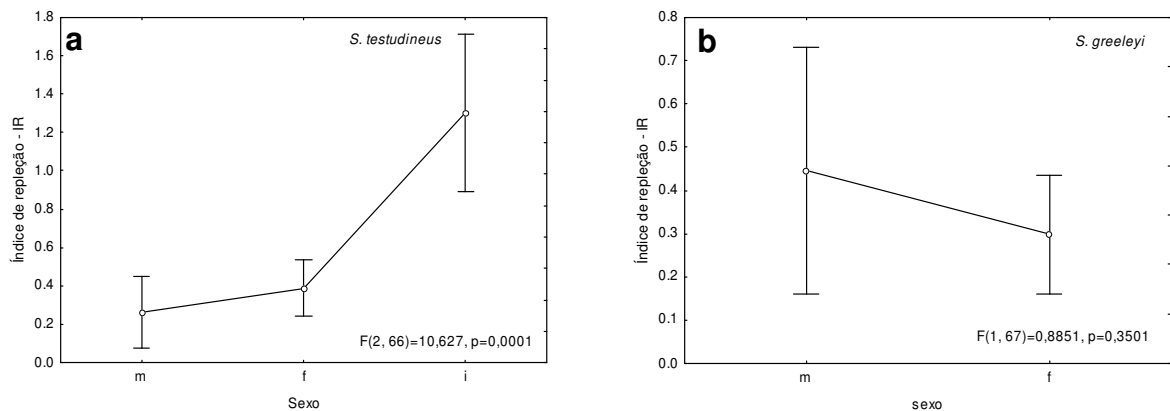 a
S. testudineus
Índice de repleção - IR
1.8
1.6
1.4
1.2
1.0
0.8
0.6
0.4
0.2
0.0
F(2, 66)=10,627, p=0,0001
m f i
Sexo
b
S. greeleyi
Índice de repleção - IR
0.8
0.7
0.6
0.5
0.4
0.3
0.2
0.1
0.0
F(1, 67)=0,8851, p=0,3501
m f
sexo